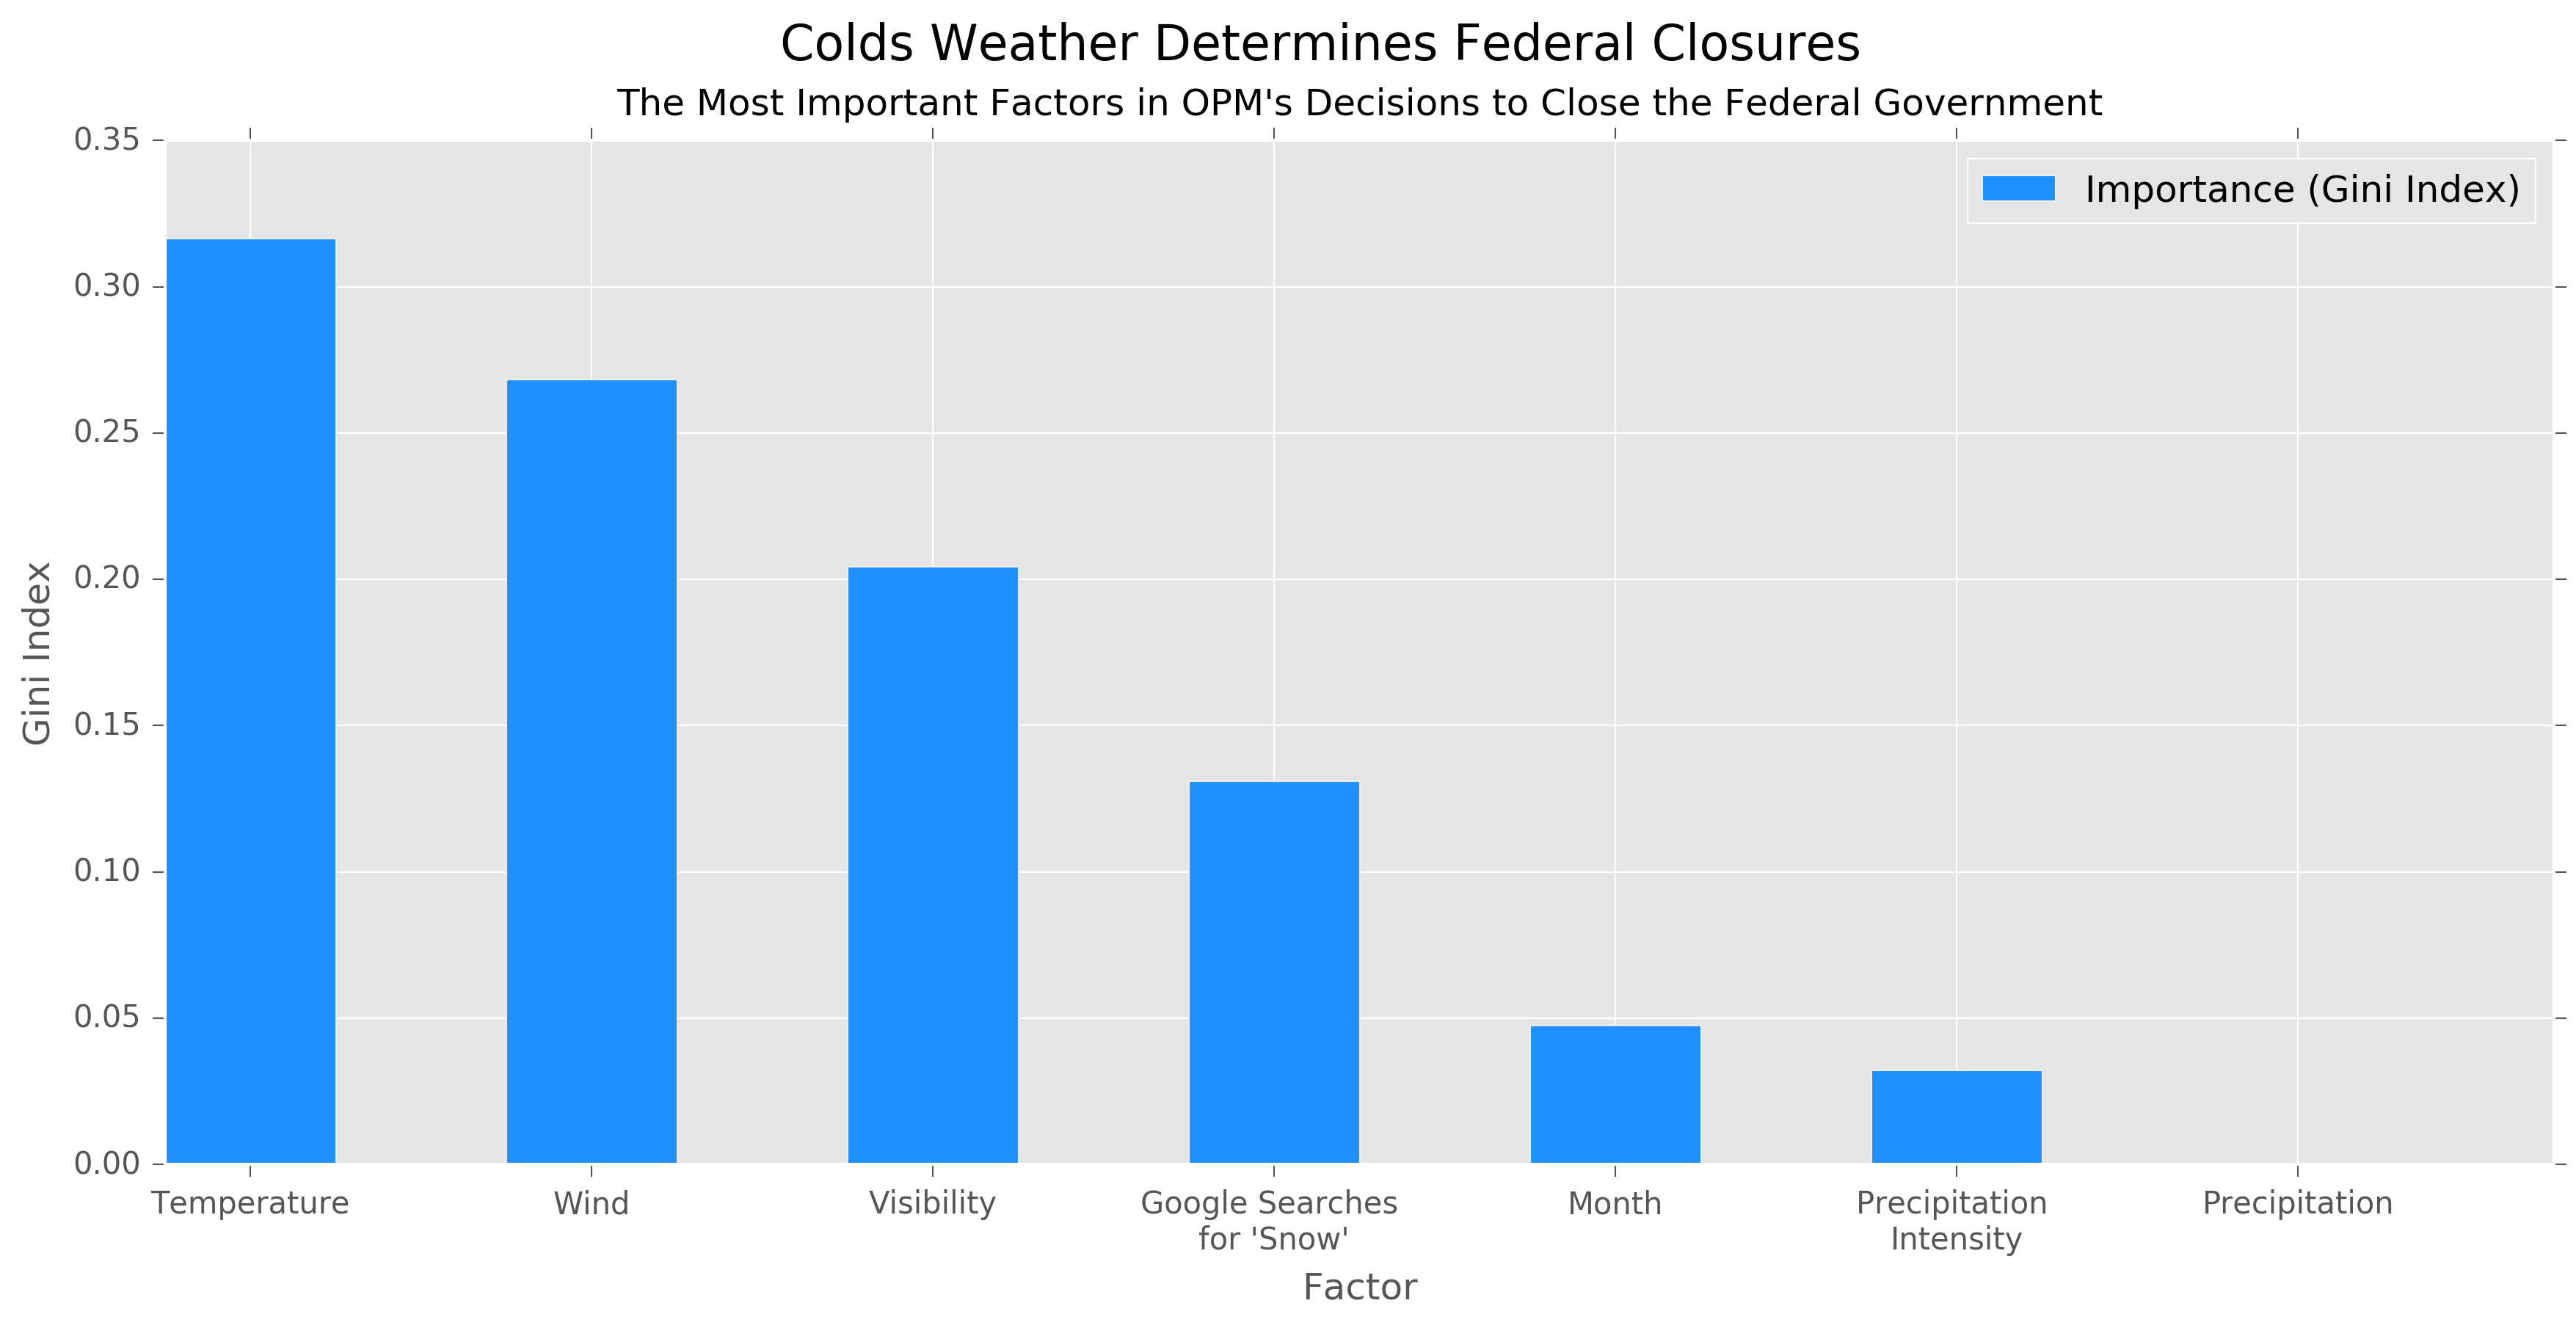 Colds Weather Determines Federal Closures
The Most Important Factors in OPM's Decisions to Close the Federal Government
Importance (Gini Index)
Gini Index
0.35
0.30
0.25
0.20
0.15
0.10
0.05
0.00
Temperature
Wind
Visibility
Google Searches
for 'Snow'
Month
Precipitation
Intensity
Precipitation
Factor